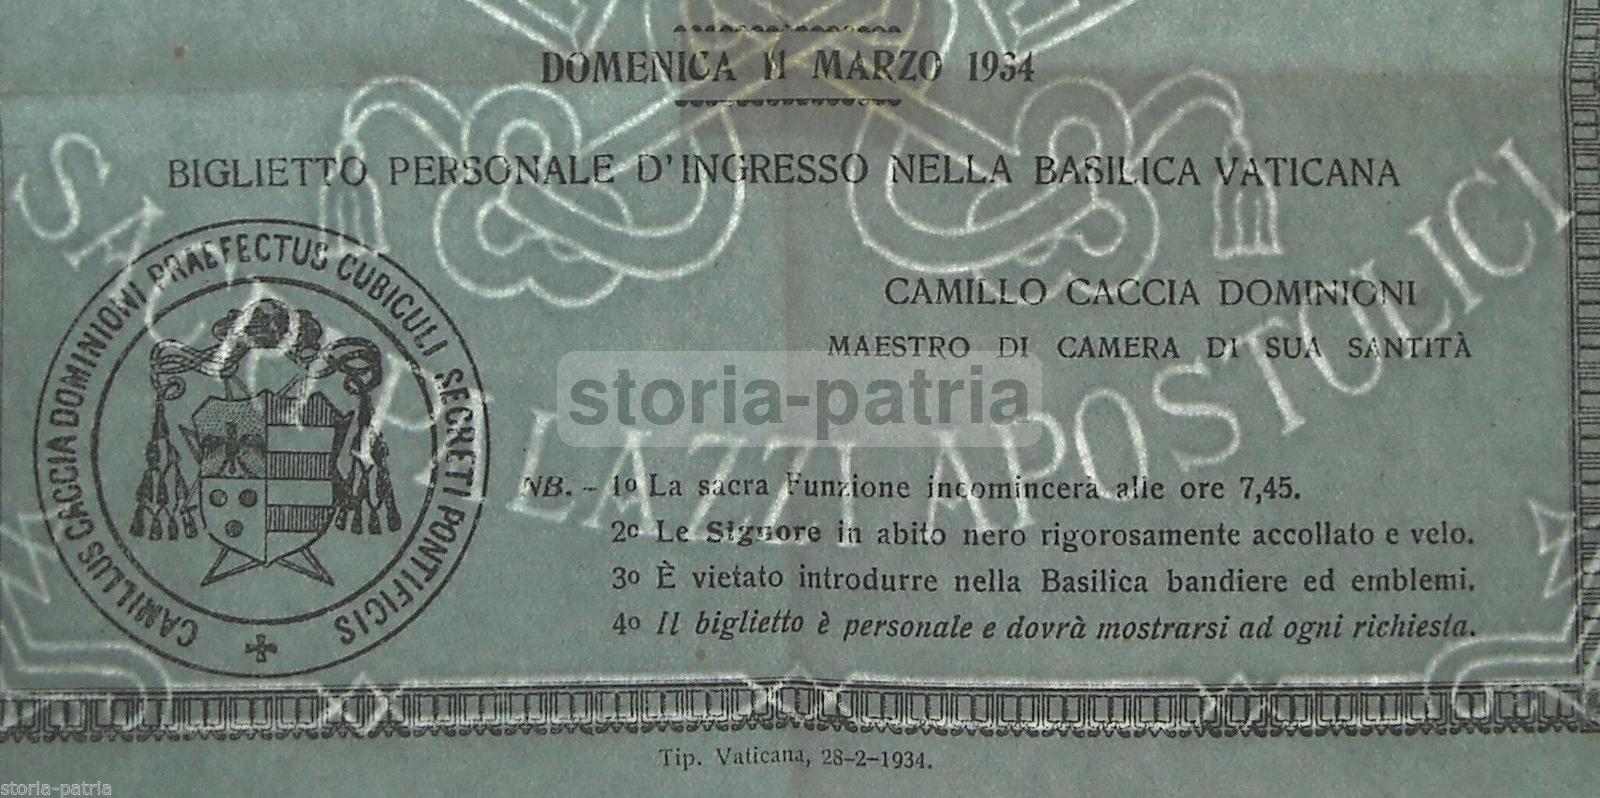 DOMENICA 11 MARZO 1934
BIGLIETTO PERSONALE D'INGRESSO NELLA BASILICA VATICANA
SACRI PALAZZI APOSTOLICI
CAMILLUS CACCIA DOMINIONI PRAEFECTUS CUBICULI SECRETI PONTIFICIS
CAMILLO CACCIA DOMINIONI
MAESTRO DI CAMERA DI SUA SANTITÀ
storia-patria
NB. - 1º La sacra Funzione incomincerà alle ore 7,45.
2º Le Signore in abito nero rigorosamente accollato e velo.
3º È vietato introdurre nella Basilica bandiere ed emblemi.
4º Il biglietto è personale e dovrà mostrarsi ad ogni richiesta.
Tip. Vaticana, 28-2-1934.
storia-patria